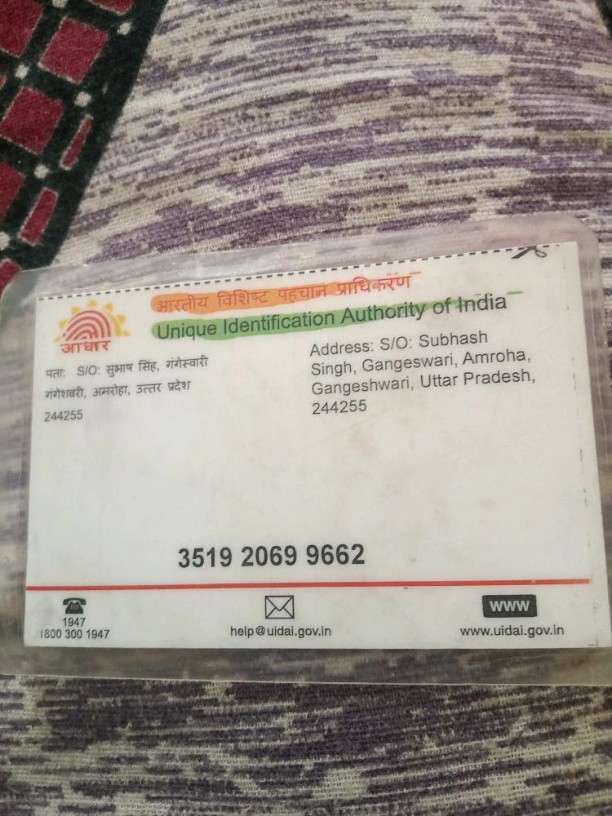 भारतीय विशिष्ट पहचान प्राधिकरण
Unique Identification Authority of India
आधार
पता: S/O: सुभाष सिंह, गंगेस्वारी
गंगेशवरी, अमरोहा, उत्तर प्रदेश
244255
Address: S/O: Subhash
Singh, Gangeswari, Amroha,
Gangeshwari, Uttar Pradesh,
244255
3519 2069 9662
1947
1800 300 1947
help@uidai.gov.in
WWW
www.uidai.gov.in